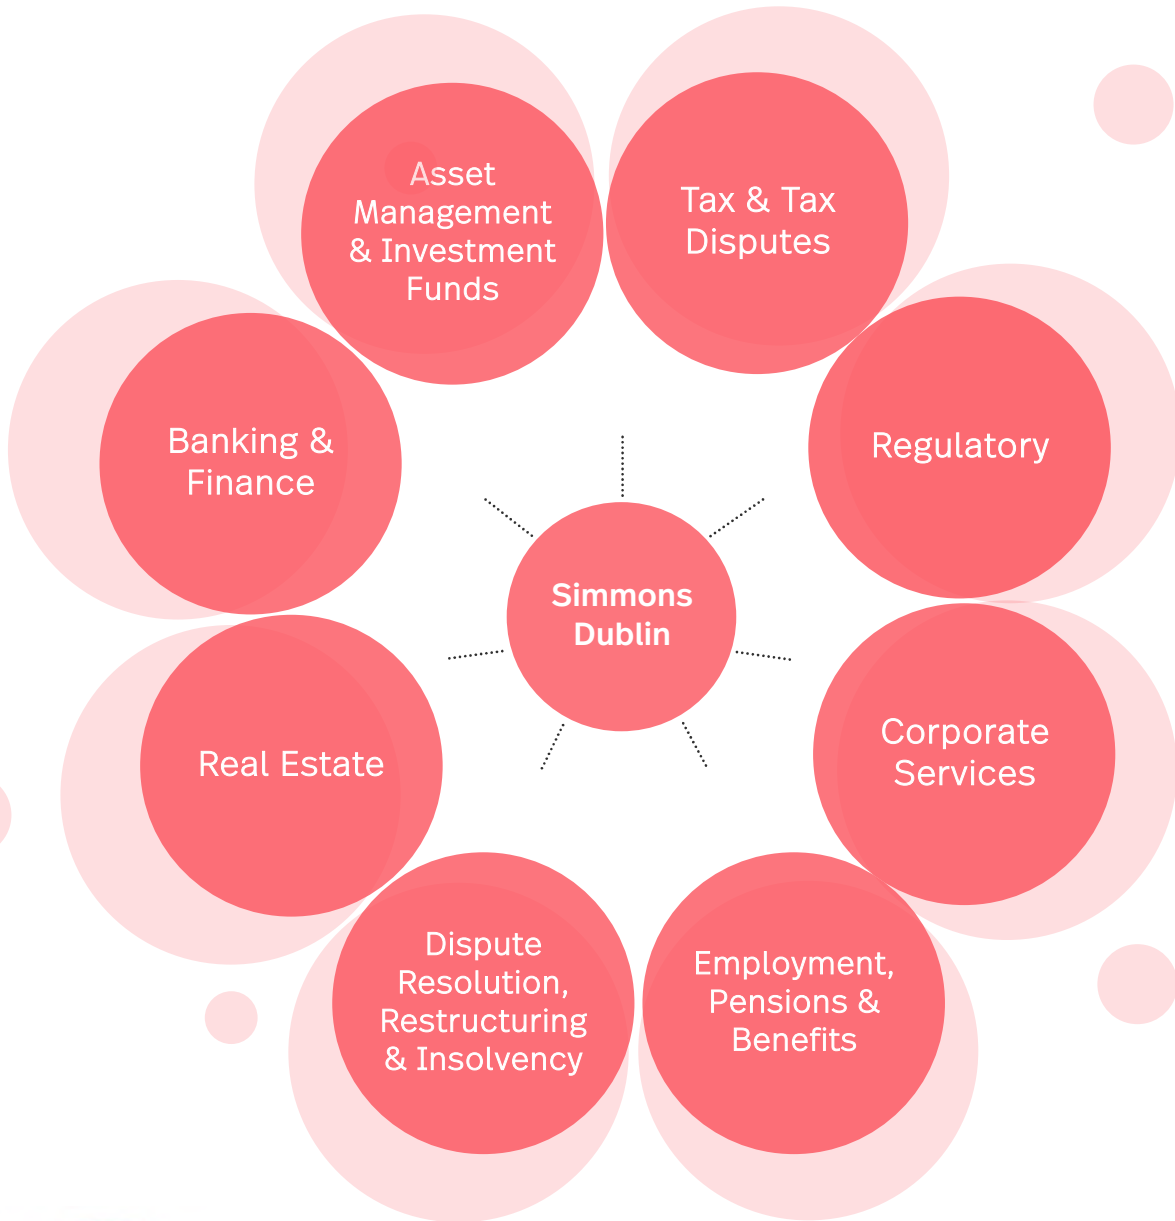 Asset
Management
& Investment
Funds
Tax & Tax
Disputes
Regulatory
Corporate
Services
Employment,
Pensions &
Benefits
Dispute
Resolution,
Restructuring
& Insolvency
Real Estate
Banking &
Finance
Simmons
Dublin